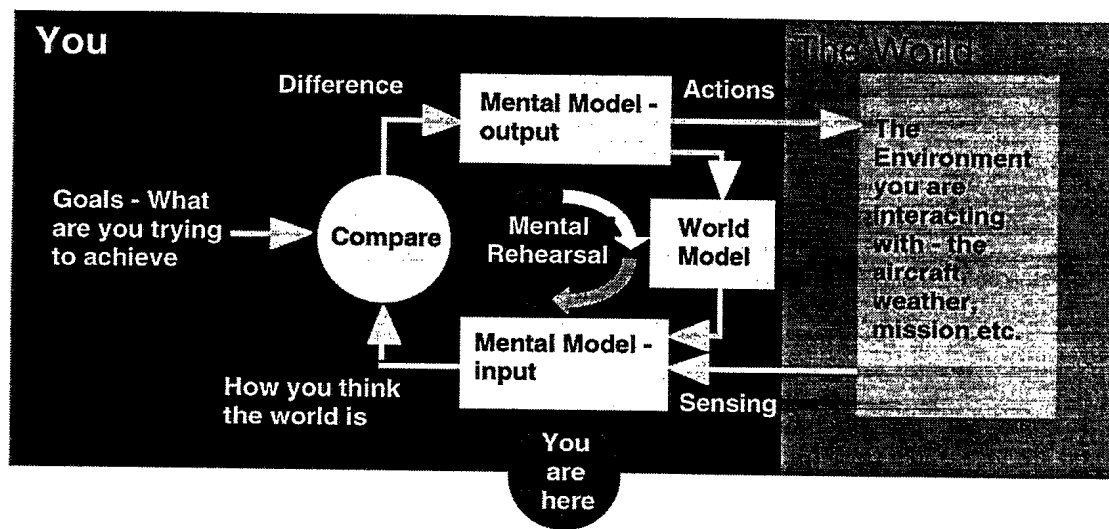 You
The World
Difference
Mental Model -
output
Actions
The
Environment
you are
interacting
with - the
aircraft,
weather,
mission etc.
Goals - What
are you trying
to achieve
Compare
Mental
Rehearsal
World
Model
Mental Model -
input
How you think
the world is
Sensing
You
are
here